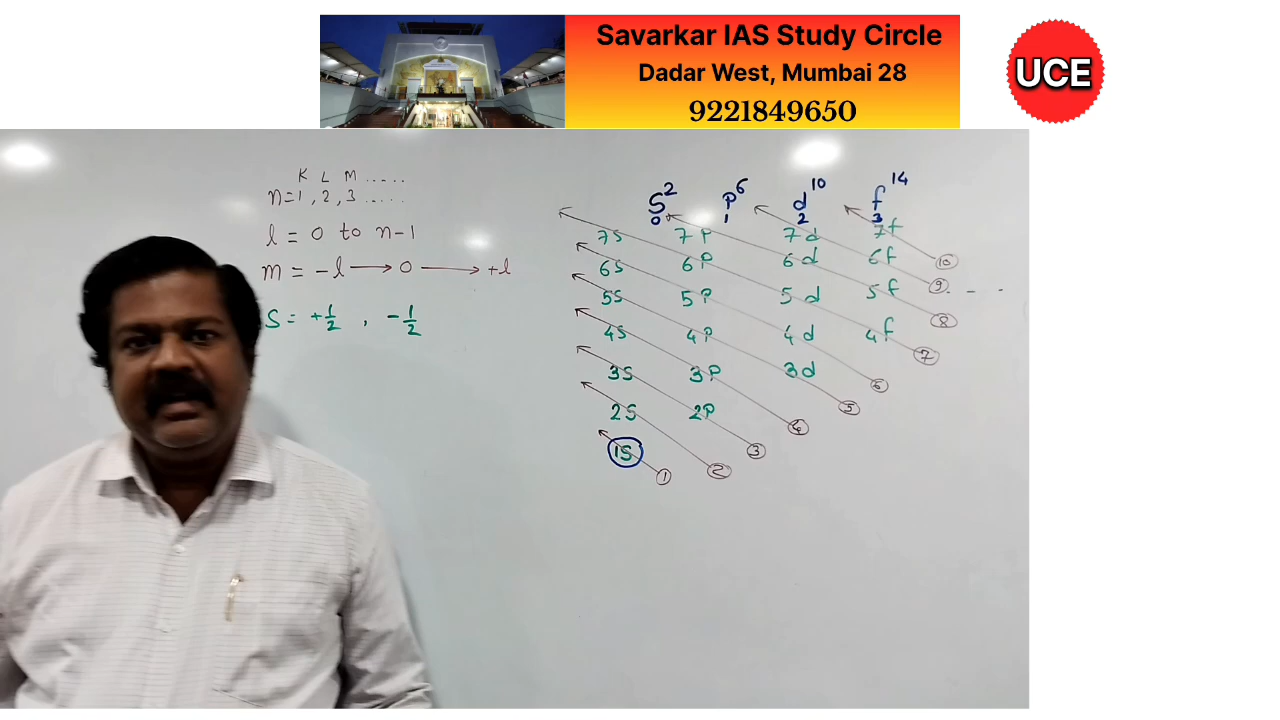 Savarkar IAS Study Circle
Dadar West, Mumbai 28
9221849650
UCE
K L M .....
n=1, 2, 3 .....
l = 0 to n-1
m = -l → 0 → +l
S = +1/2 , -1/2
S² p⁶ d¹⁰ f¹⁴
0 1 2 3
7S 7P 7d 7f
6S 6P 6d 6f
5S 5P 5d 5f
4S 4P 4d 4f
3S 3P 3d
2S 2P
1S
① ② ③ ④ ⑤ ⑥ ⑦ ⑧ ⑨ ⑩